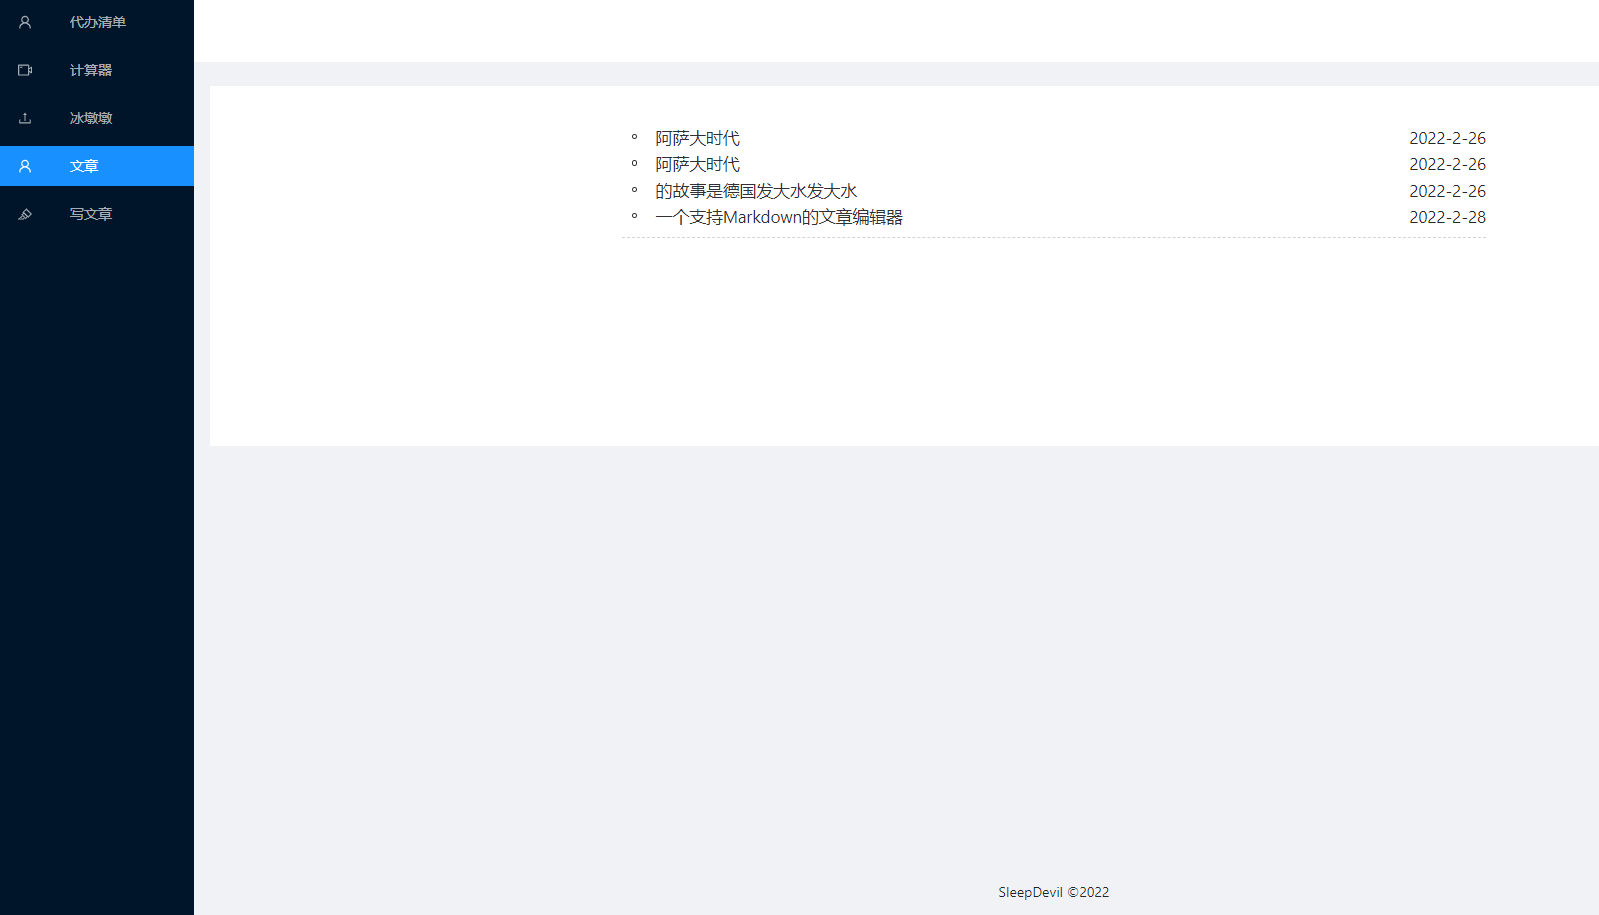 代办清单
计算器
冰墩墩
文章
写文章
阿萨大时代 2022-2-26
阿萨大时代 2022-2-26
的故事是德国发大水发大水 2022-2-26
一个支持Markdown的文章编辑器 2022-2-28
SleepDevil ©2022